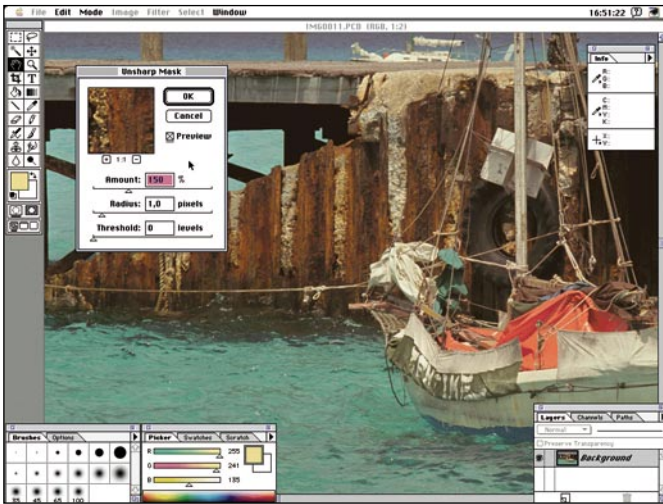 File Edit Mode Image Filter Select Window 16:51:22
IMG0011.PCD (RGB, 1:2)
Info
R:
G:
B:
C:
M:
Y:
K:
X:
Y:
Unsharp Mask
OK
Cancel
Preview
1:1
Amount: 150 %
Radius: 1,0 pixels
Threshold: 0 levels
Layers Channels Paths
Normal
Preserve Transparency
Background
Brushes Options
35 45 65 100
Picker Swatches Scratch
R 255
G 241
B 135